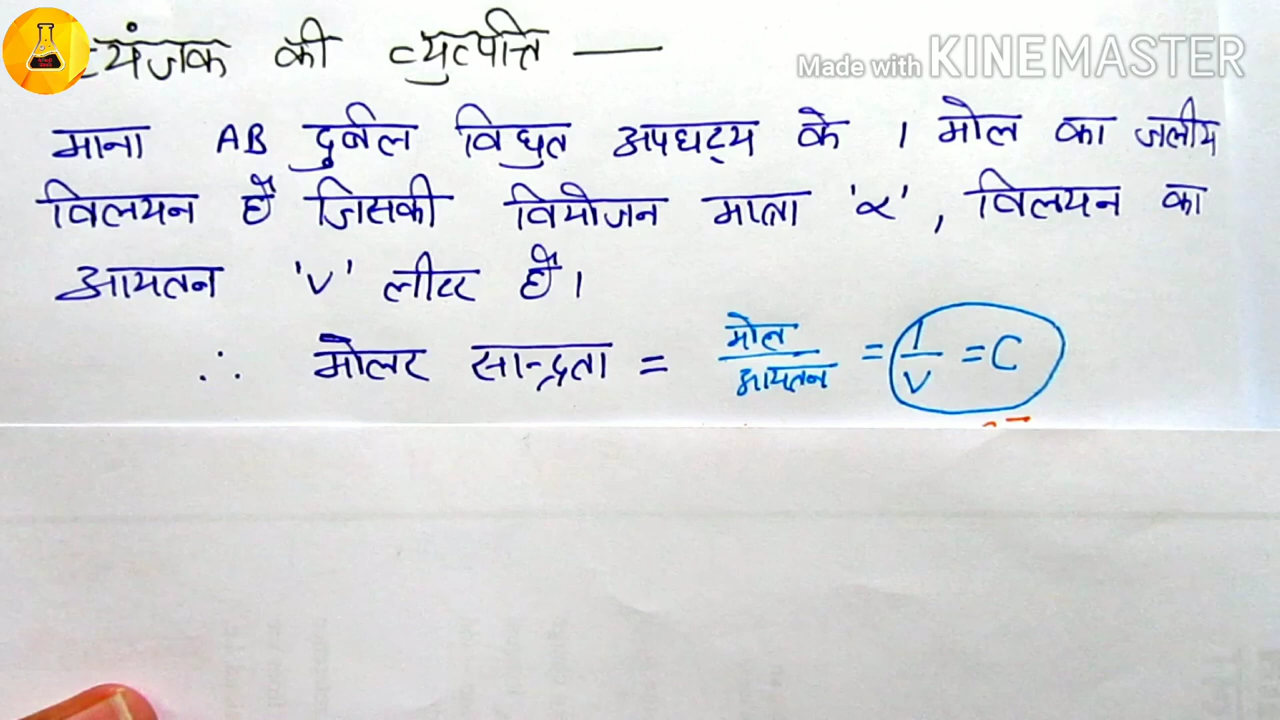 व्यंजक की व्युत्पत्ति —
Made with KINEMASTER
माना AB दुर्बल विद्युत अपघट्य के 1 मोल का जलीय
विलयन है जिसकी वियोजन मात्रा 'α', विलयन का
आयतन 'V' लीटर है।
∴ मोलर सान्द्रता = मोल/आयतन = 1/V = C